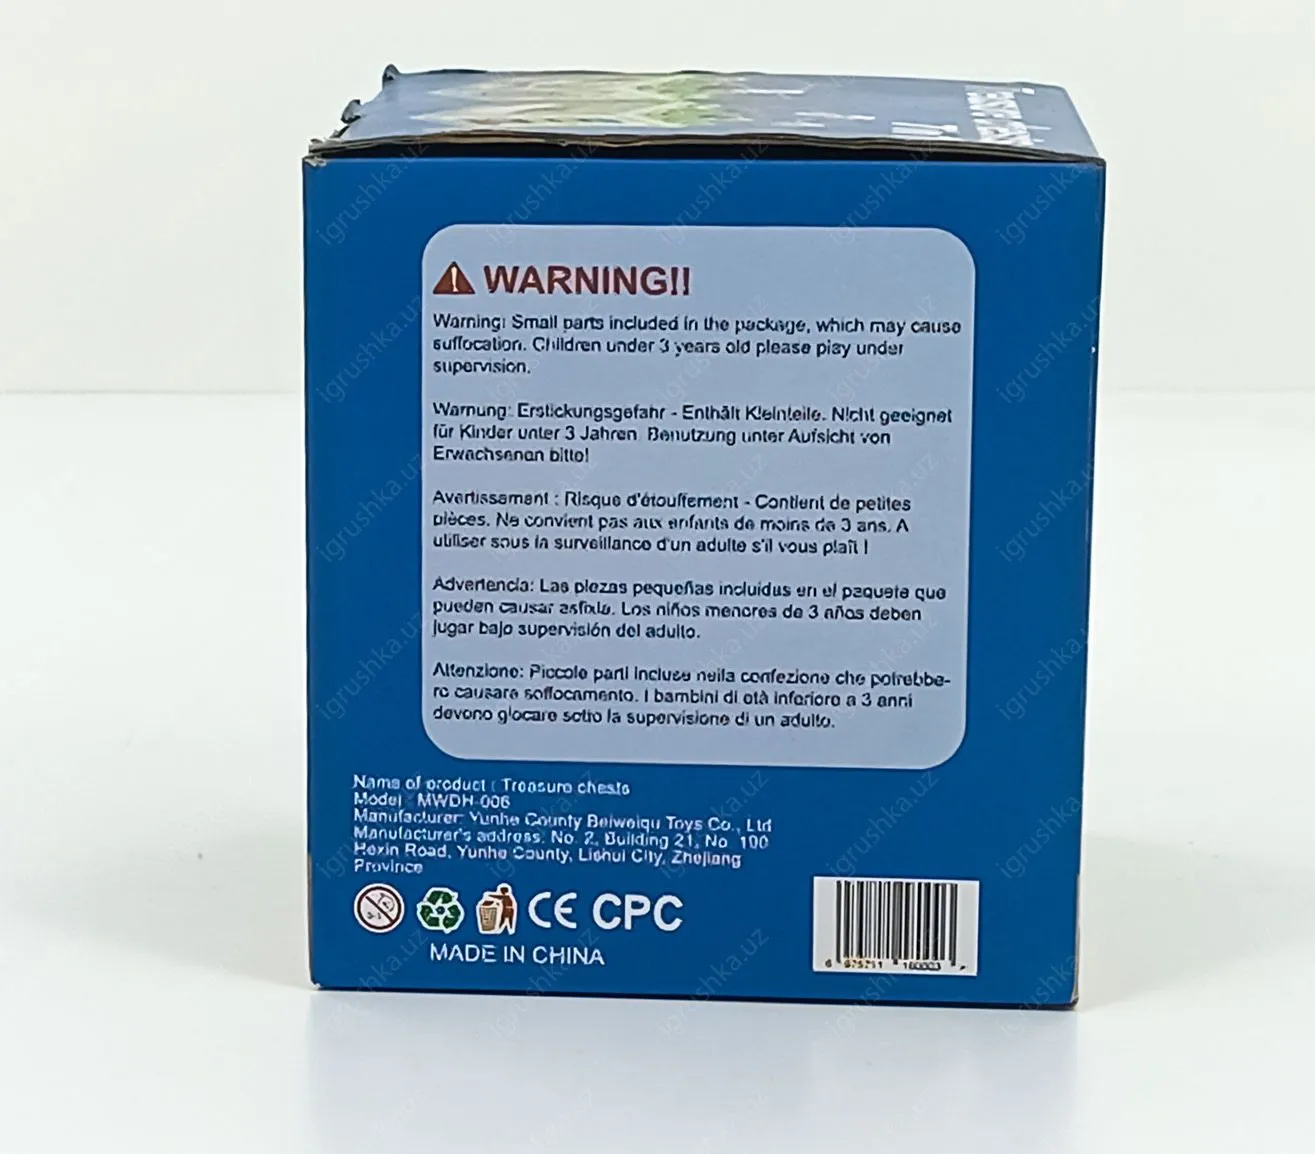 WARNING!!
Warning: Small parts included in the package, which may cause
suffocation. Children under 3 years old please play under
supervision.
Warnung: Erstickungsgefahr - Enthält Kleinteile. Nicht geeignet
für Kinder unter 3 Jahren. Benutzung unter Aufsicht von
Erwachsenen bitte!
Avertissement : Risque d'étouffement - Contient de petites
pièces. Ne convient pas aux enfants de moins de 3 ans. A
utiliser sous la surveillance d'un adulte s'il vous plaît !
Advertencia: Las piezas pequeñas incluidas en el paquete que
pueden causar asfixia. Los niños menores de 3 años deben
jugar bajo supervisión del adulto.
Attenzione: Piccole parti incluse nella confezione che potrebbe-
ro causare soffocamento. I bambini di età inferiore a 3 anni
devono giocare sotto la supervisione di un adulto.
Name of product : Treasure chests
Model : MWDH-006
Manufacturer: Yunhe County Beiweiqu Toys Co., Ltd
Manufacturer's address: No. 2, Building 21, No. 100
Hexin Road, Yunhe County, Lishui City, Zhejiang
Province
0-3
CE CPC
MADE IN CHINA
igrushka.uz